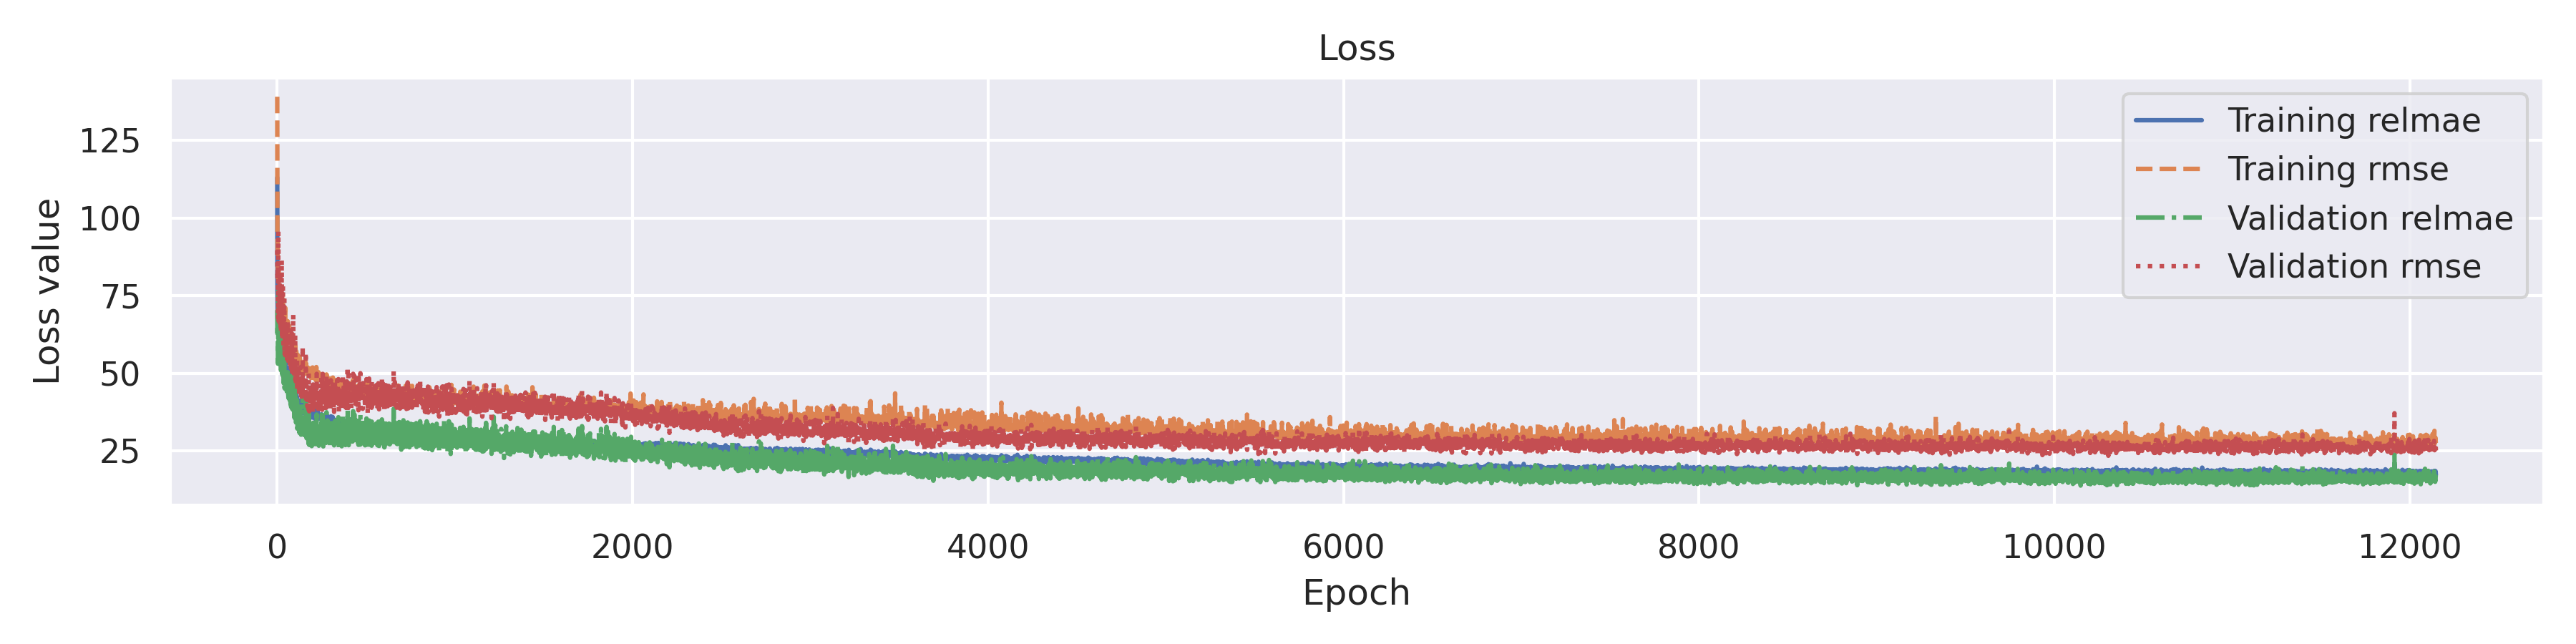 Loss
Loss value
125
100
75
50
25
Training relmae
Training rmse
Validation relmae
Validation rmse
0 2000 4000 6000 8000 10000 12000
Epoch